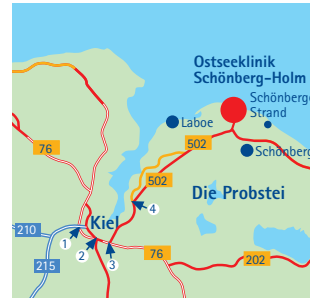 Ostseeklinik
Schönberg-Holm
Schönberge
Strand
Laboe
502
Schönberg
76
502
Die Probstei
4
210
Kiel
1
2
3
215
76
202